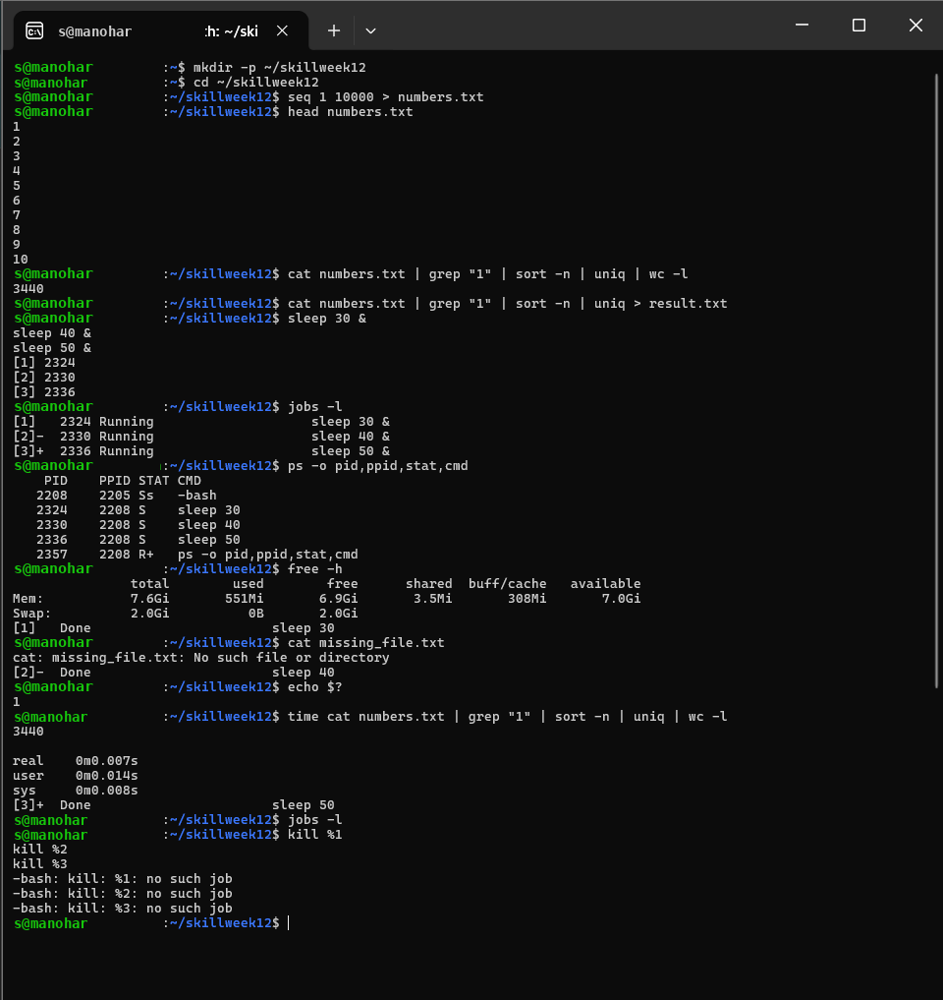 s@manohar :h: ~/ski
s@manohar :~$ mkdir -p ~/skillweek12
s@manohar :~$ cd ~/skillweek12
s@manohar :~/skillweek12$ seq 1 10000 > numbers.txt
s@manohar :~/skillweek12$ head numbers.txt
1
2
3
4
5
6
7
8
9
10
s@manohar :~/skillweek12$ cat numbers.txt | grep "1" | sort -n | uniq | wc -l
3440
s@manohar :~/skillweek12$ cat numbers.txt | grep "1" | sort -n | uniq > result.txt
s@manohar :~/skillweek12$ sleep 30 &
sleep 40 &
sleep 50 &
[1] 2324
[2] 2330
[3] 2336
s@manohar :~/skillweek12$ jobs -l
[1]   2324 Running                    sleep 30 &
[2]-  2330 Running                    sleep 40 &
[3]+  2336 Running                    sleep 50 &
s@manohar :~/skillweek12$ ps -o pid,ppid,stat,cmd
    PID    PPID STAT CMD
   2208    2205 Ss   -bash
   2324    2208 S    sleep 30
   2330    2208 S    sleep 40
   2336    2208 S    sleep 50
   2357    2208 R+   ps -o pid,ppid,stat,cmd
s@manohar :~/skillweek12$ free -h
               total        used        free      shared  buff/cache   available
Mem:           7.6Gi       551Mi       6.9Gi       3.5Mi       308Mi       7.0Gi
Swap:          2.0Gi          0B       2.0Gi
[1]   Done                       sleep 30
s@manohar :~/skillweek12$ cat missing_file.txt
cat: missing_file.txt: No such file or directory
[2]-  Done                       sleep 40
s@manohar :~/skillweek12$ echo $?
1
s@manohar :~/skillweek12$ time cat numbers.txt | grep "1" | sort -n | uniq | wc -l
3440
real    0m0.007s
user    0m0.014s
sys     0m0.008s
[3]+  Done                       sleep 50
s@manohar :~/skillweek12$ jobs -l
s@manohar :~/skillweek12$ kill %1
kill %2
kill %3
-bash: kill: %1: no such job
-bash: kill: %2: no such job
-bash: kill: %3: no such job
s@manohar :~/skillweek12$